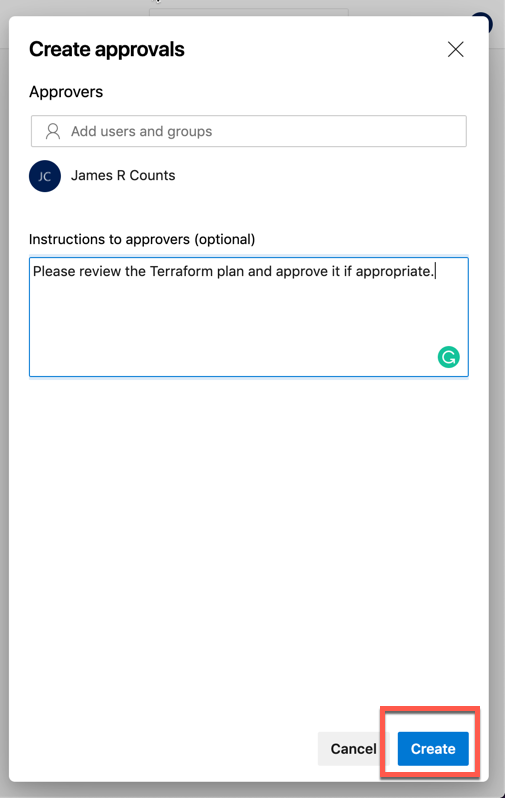 Create approvals
Approvers
Add users and groups
JC
James R Counts
Instructions to approvers (optional)
Please review the Terraform plan and approve it if appropriate.
Cancel
Create